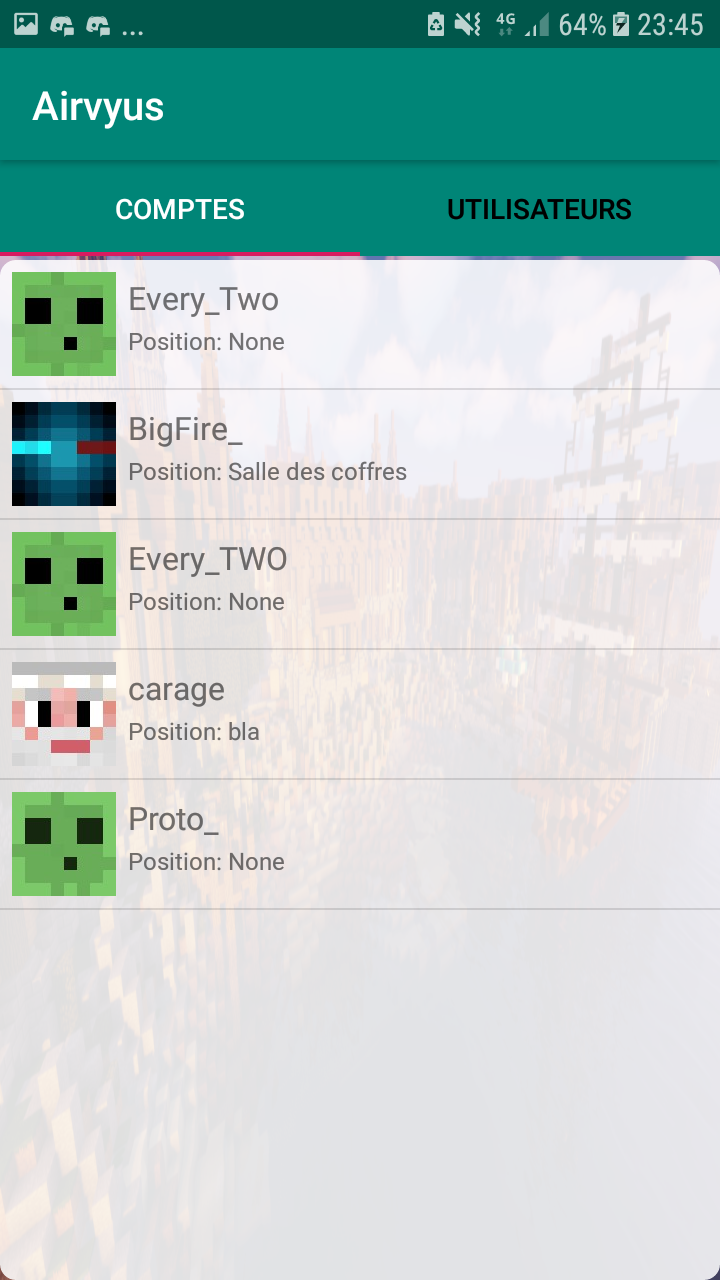 ... 4G 64% 23:45
Airvyus
COMPTES UTILISATEURS
Every_Two
Position: None
BigFire_
Position: Salle des coffres
Every_TWO
Position: None
carage
Position: bla
Proto_
Position: None